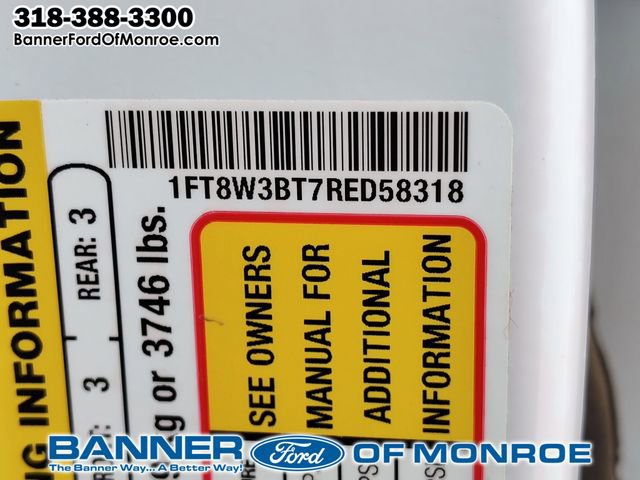 318-388-3300
BannerFordOfMonroe.com
1FT8W3BT7RED58318
INFORMATION
REAR: 3
3
or 3746 lbs.
SEE OWNERS
MANUAL FOR
ADDITIONAL
INFORMATION
BANNER Ford OF MONROE
The Banner Way... A Better Way!